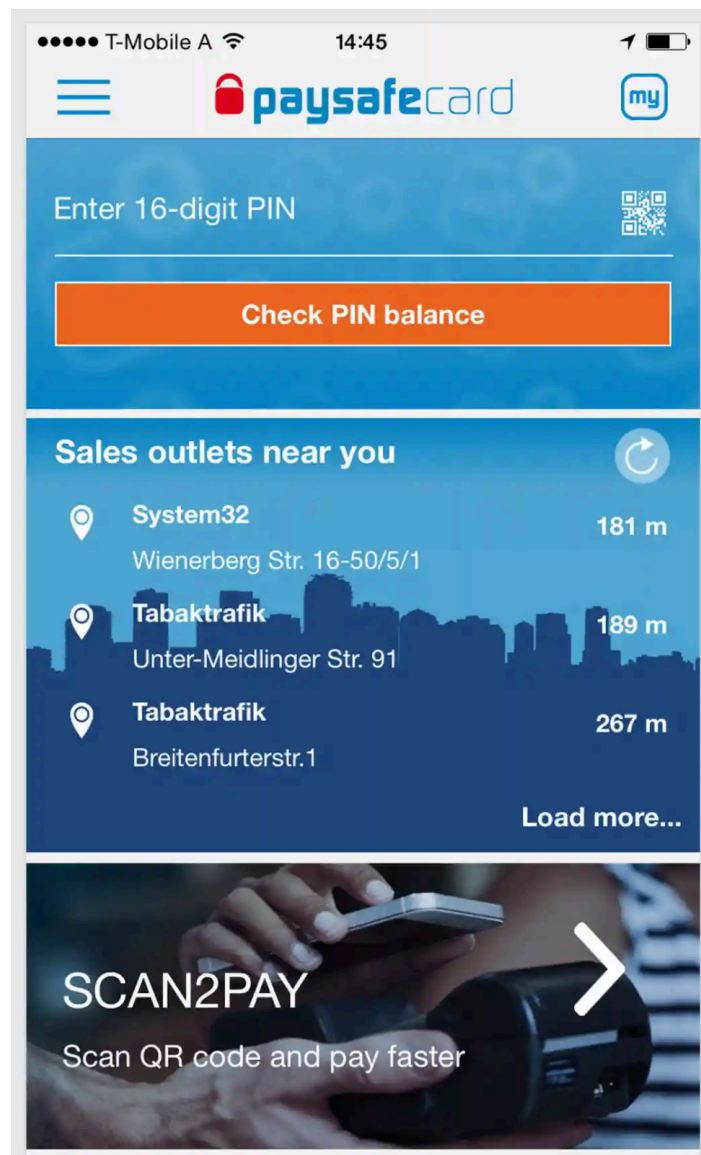 T-Mobile A 14:45
paysafecard my
Enter 16-digit PIN
Check PIN balance
Sales outlets near you
System32 181 m
Wienerberg Str. 16-50/5/1
Tabaktrafik 189 m
Unter-Meidlinger Str. 91
Tabaktrafik 267 m
Breitenfurterstr.1
Load more...
SCAN2PAY
Scan QR code and pay faster